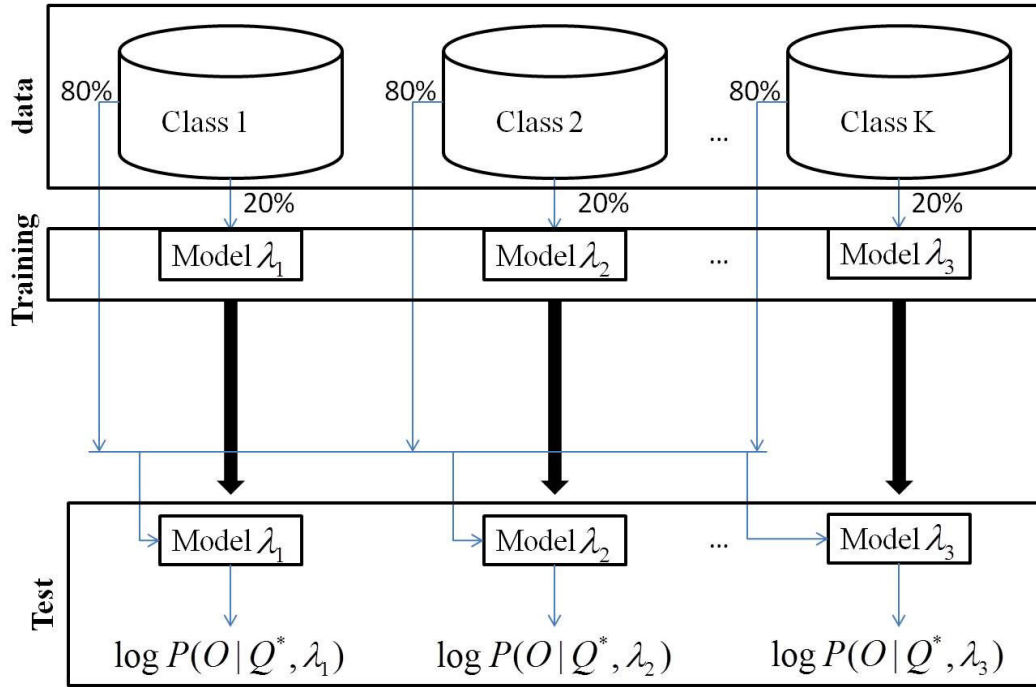 data
80%
Class 1
80%
Class 2
...
80%
Class K
20%
20%
20%
Training
Model λ₁
Model λ₂
...
Model λ₃
Test
Model λ₁
Model λ₂
...
Model λ₃
log P(O | Q*, λ₁)
log P(O | Q*, λ₂)
log P(O | Q*, λ₃)